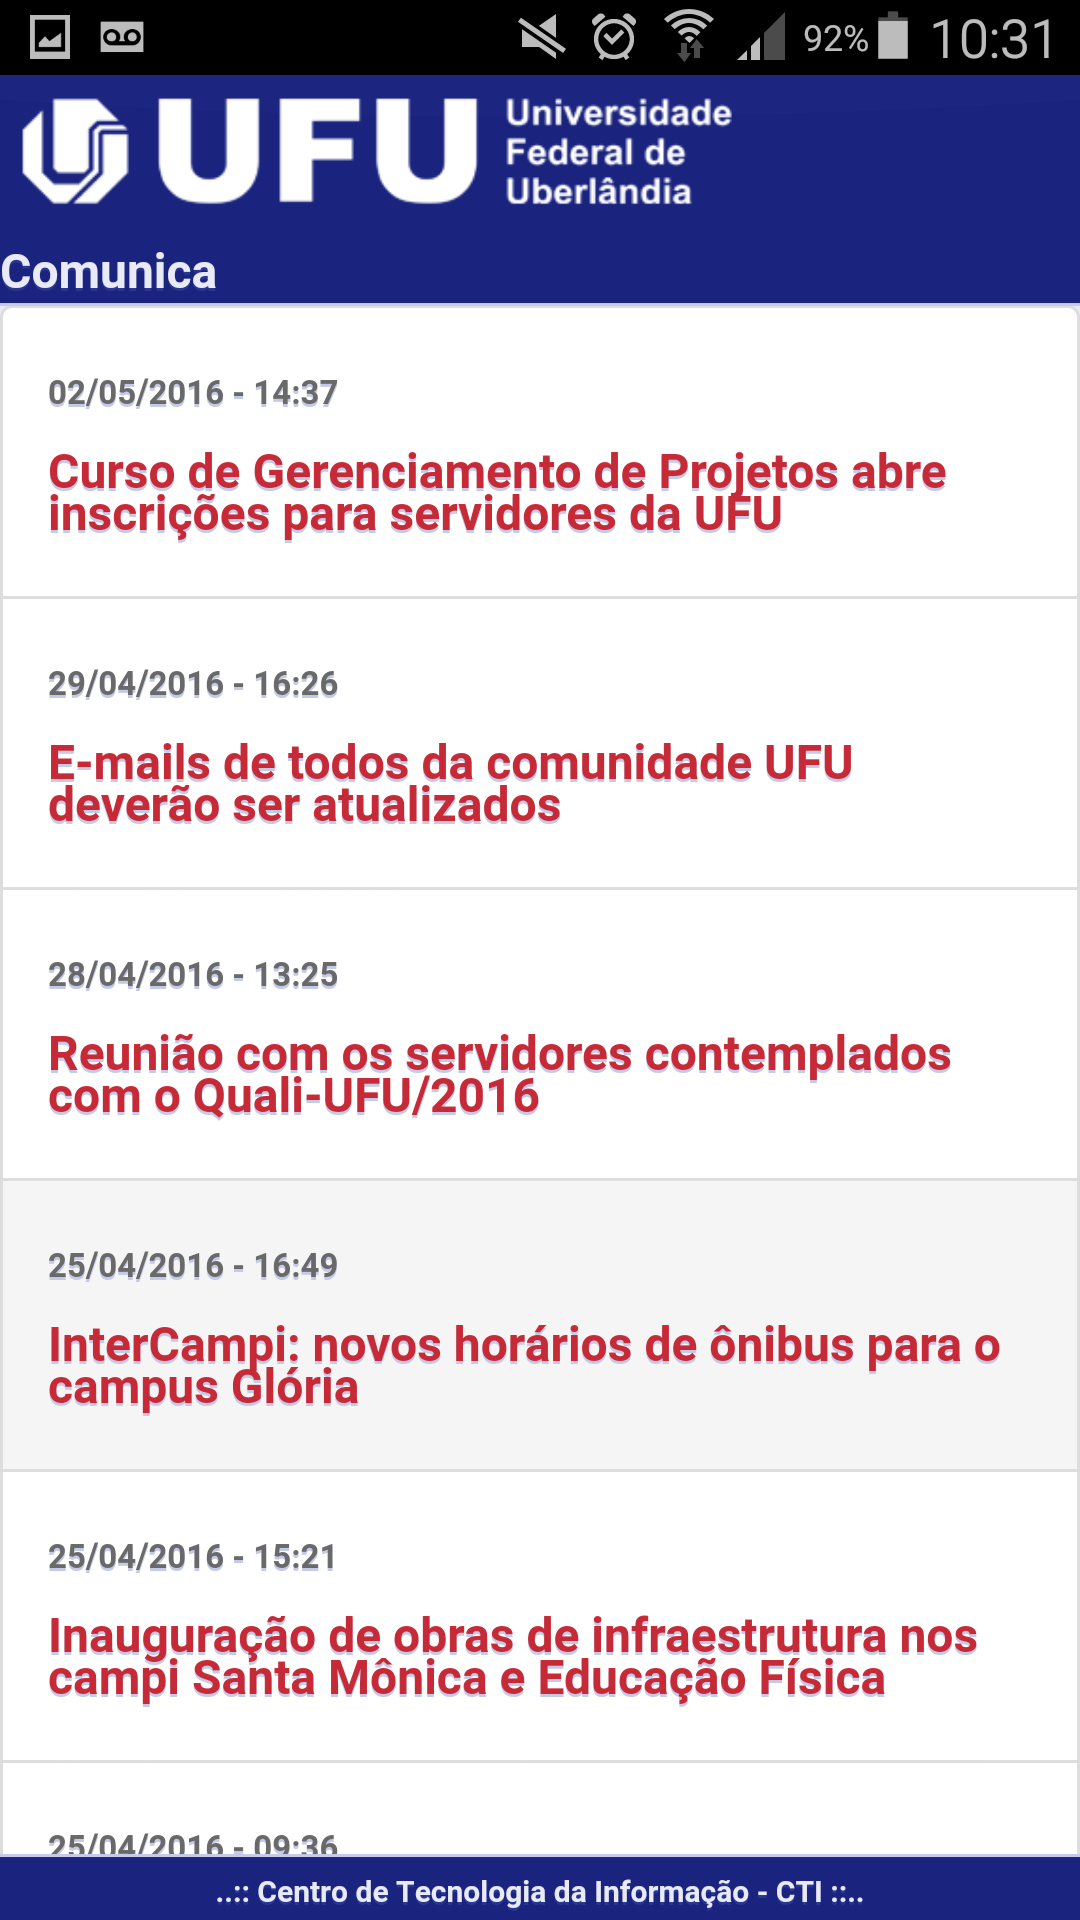 92% 10:31
UFU Universidade
Federal de
Uberlândia
Comunica
02/05/2016 - 14:37
Curso de Gerenciamento de Projetos abre
inscrições para servidores da UFU
29/04/2016 - 16:26
E-mails de todos da comunidade UFU
deverão ser atualizados
28/04/2016 - 13:25
Reunião com os servidores contemplados
com o Quali-UFU/2016
25/04/2016 - 16:49
InterCampi: novos horários de ônibus para o
campus Glória
25/04/2016 - 15:21
Inauguração de obras de infraestrutura nos
campi Santa Mônica e Educação Física
25/04/2016 - 09:36
..:: Centro de Tecnologia da Informação - CTI ::..